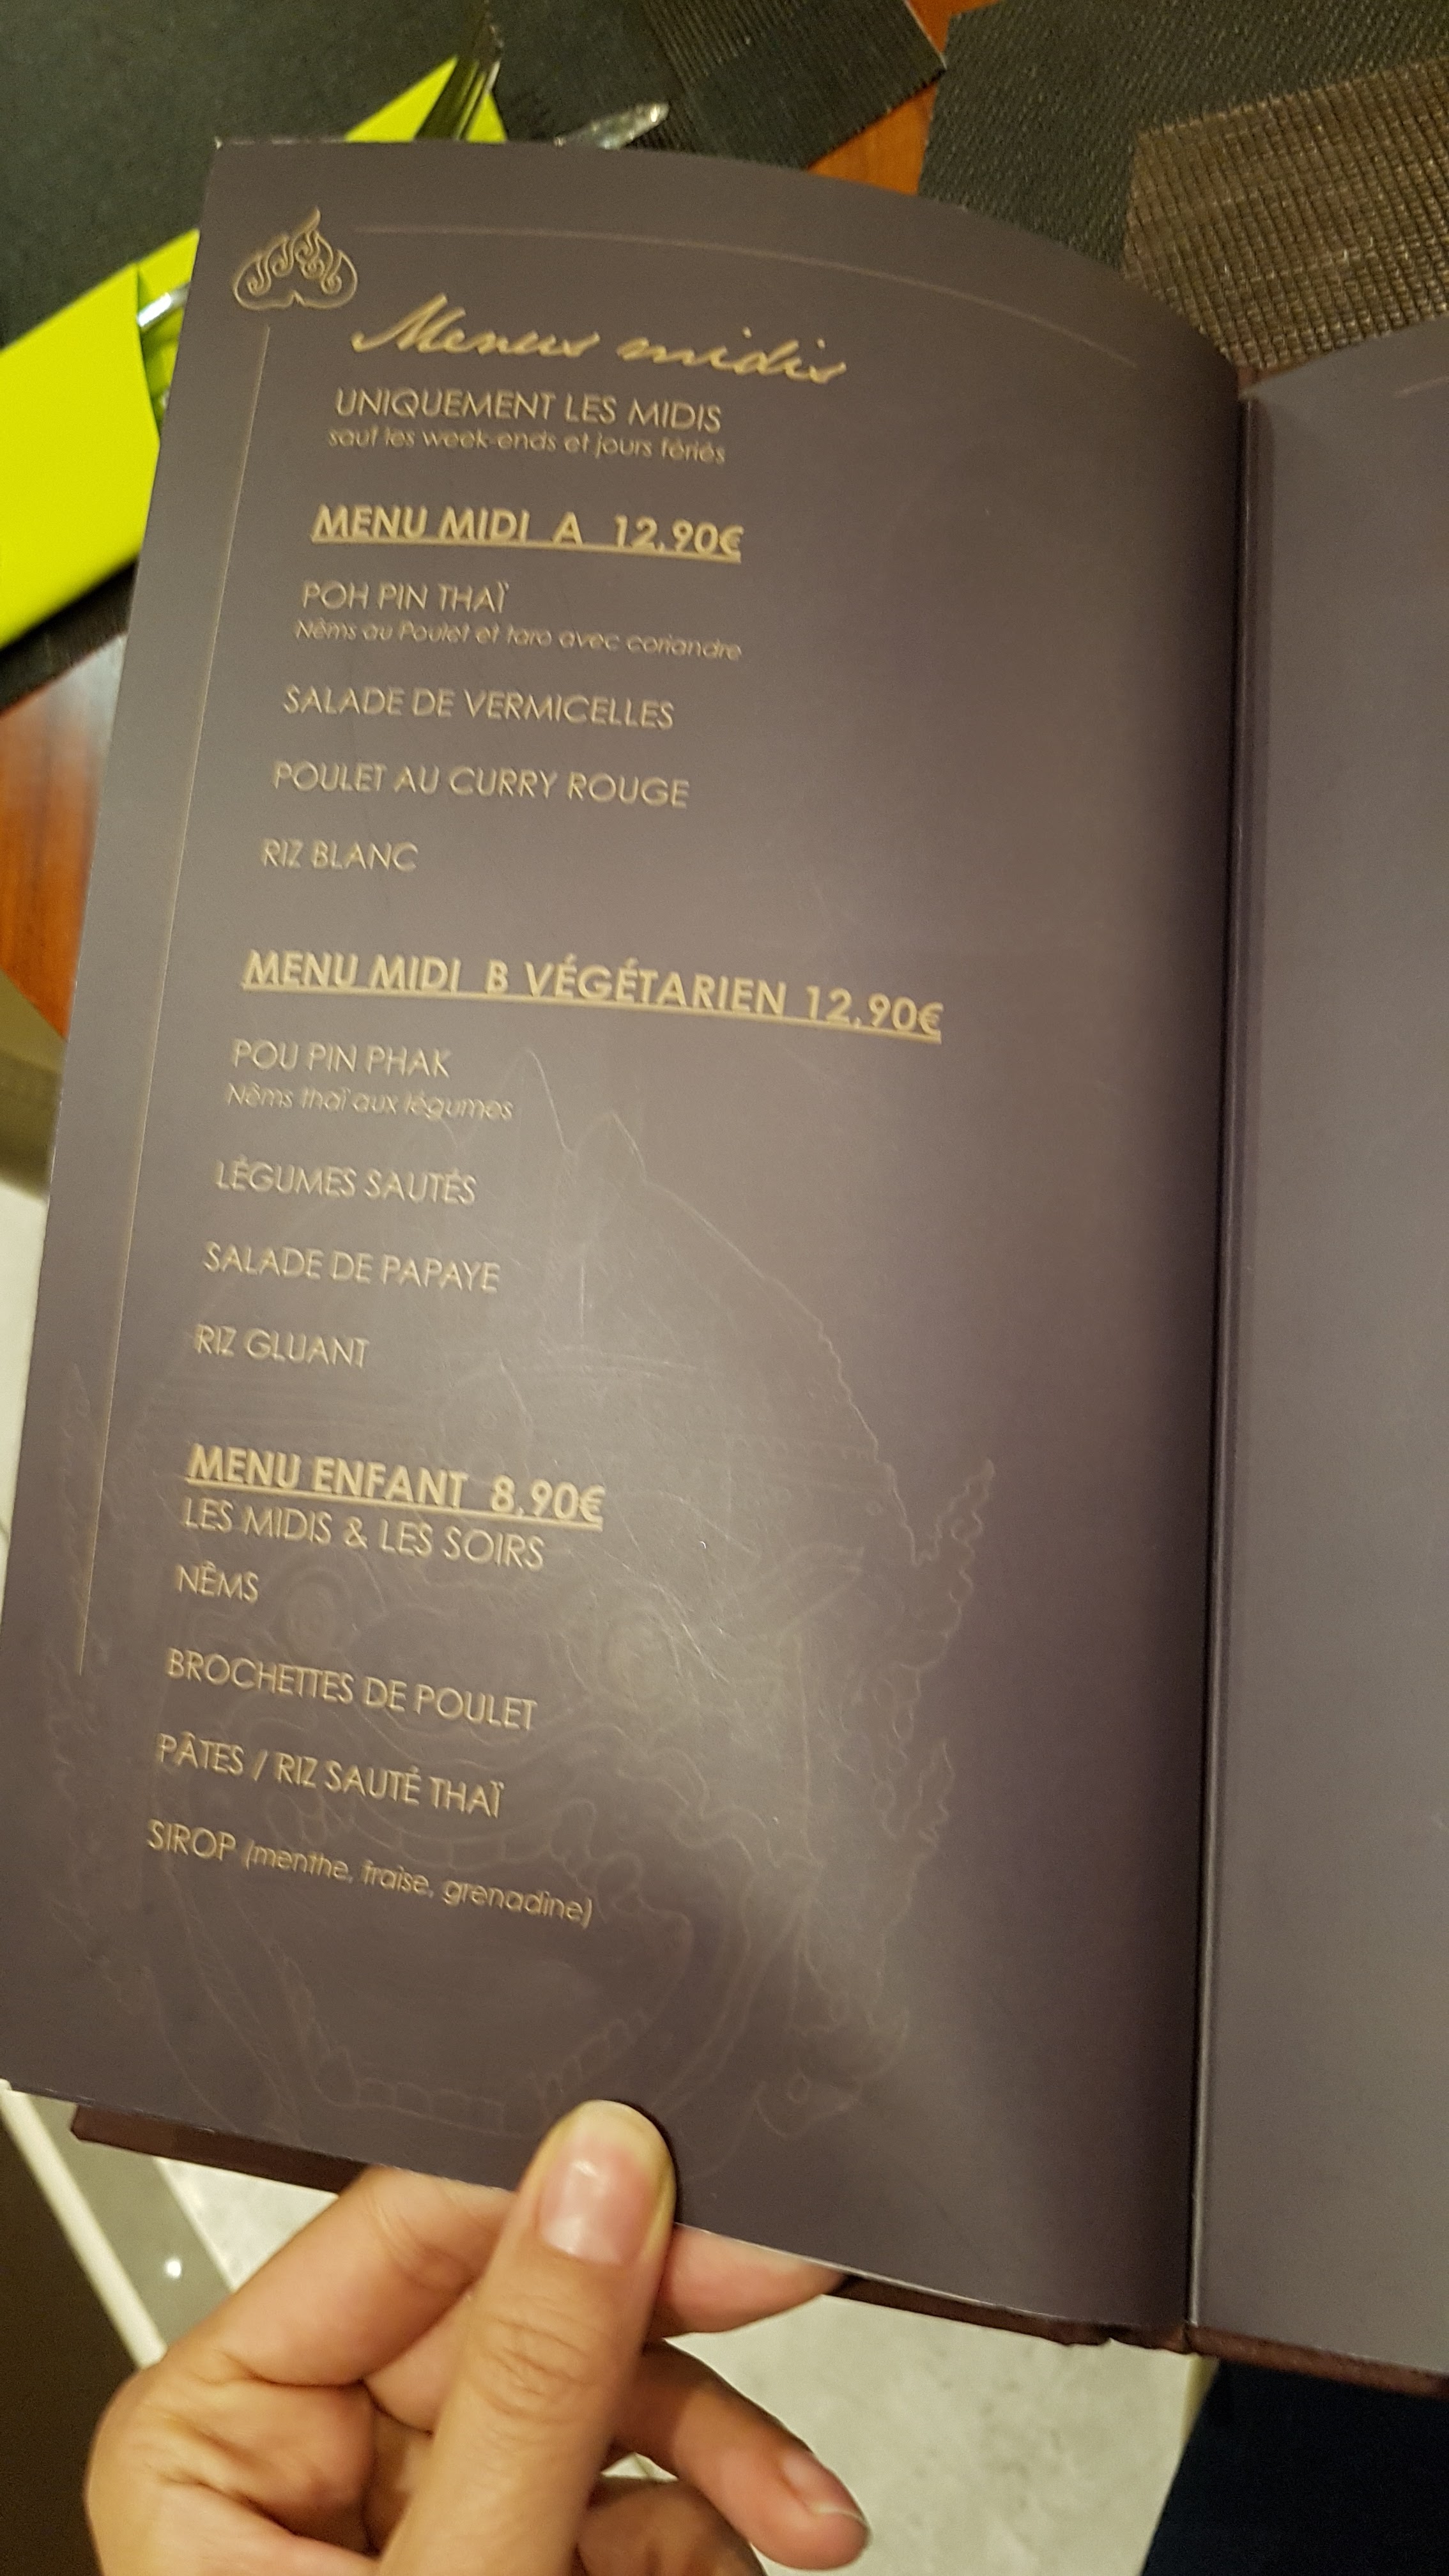 Menus midis
UNIQUEMENT LES MIDIS
sauf les week-ends et jours fériés
MENU MIDI A 12,90€
POH PIN THAÏ
Nêms au Poulet et taro avec coriandre
SALADE DE VERMICELLES
POULET AU CURRY ROUGE
RIZ BLANC
MENU MIDI B VÉGÉTARIEN 12,90€
POU PIN PHAK
Nêms thaï aux légumes
LÉGUMES SAUTÉS
SALADE DE PAPAYE
RIZ GLUANT
MENU ENFANT 8,90€
LES MIDIS & LES SOIRS
NÊMS
BROCHETTES DE POULET
PÂTES / RIZ SAUTÉ THAÏ
SIROP (menthe, fraise, grenadine)